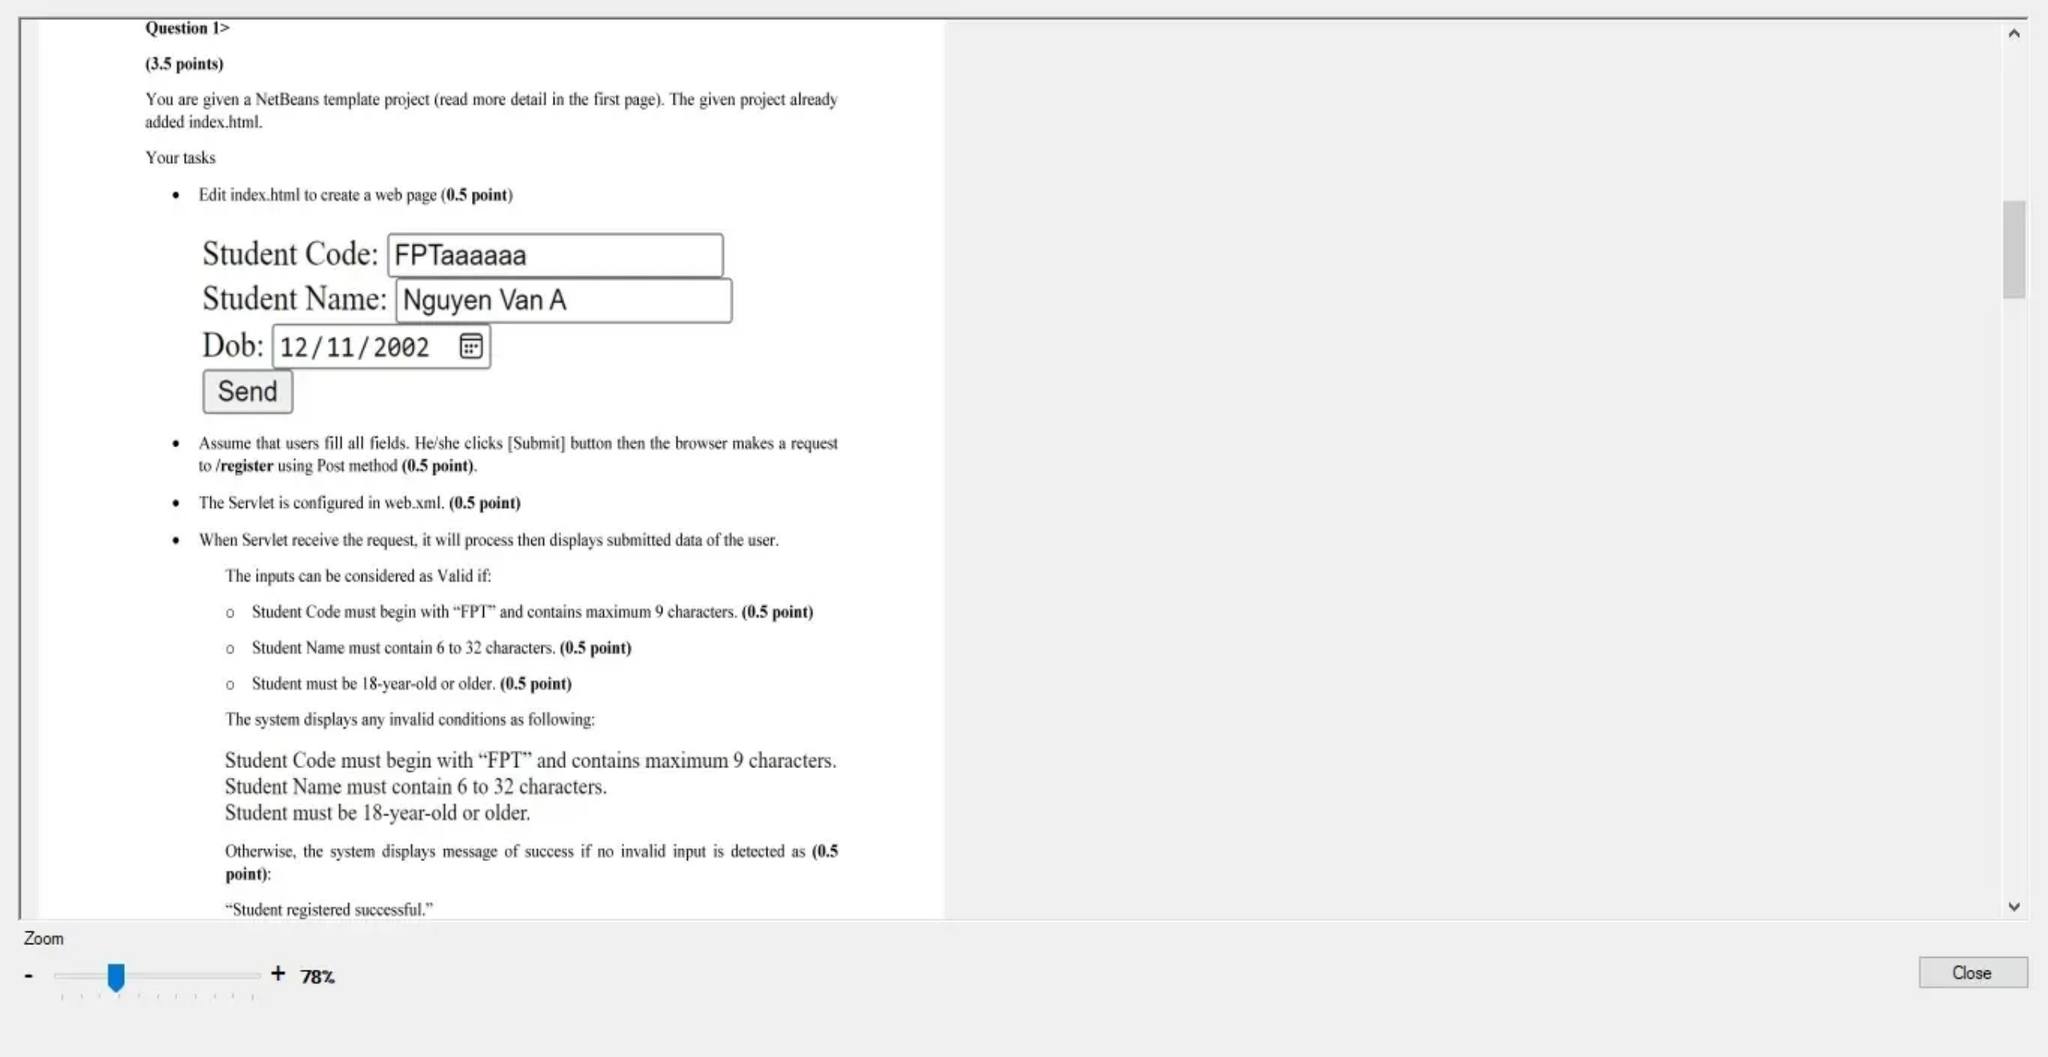 Question 1>
(3.5 points)
You are given a NetBeans template project (read more detail in the first page). The given project already
added index.html.
Your tasks
• Edit index.html to create a web page (0.5 point)
Student Code: FPTaaaaaa
Student Name: Nguyen Van A
Dob: 12/11/2002
Send
• Assume that users fill all fields. He/she clicks [Submit] button then the browser makes a request
to /register using Post method (0.5 point).
• The Servlet is configured in web.xml. (0.5 point)
• When Servlet receive the request, it will process then displays submitted data of the user.
The inputs can be considered as Valid if:
o Student Code must begin with “FPT” and contains maximum 9 characters. (0.5 point)
o Student Name must contain 6 to 32 characters. (0.5 point)
o Student must be 18-year-old or older. (0.5 point)
The system displays any invalid conditions as following:
Student Code must begin with “FPT” and contains maximum 9 characters.
Student Name must contain 6 to 32 characters.
Student must be 18-year-old or older.
Otherwise, the system displays message of success if no invalid input is detected as (0.5
point):
“Student registered successful.”
Zoom
- + 78%
Close